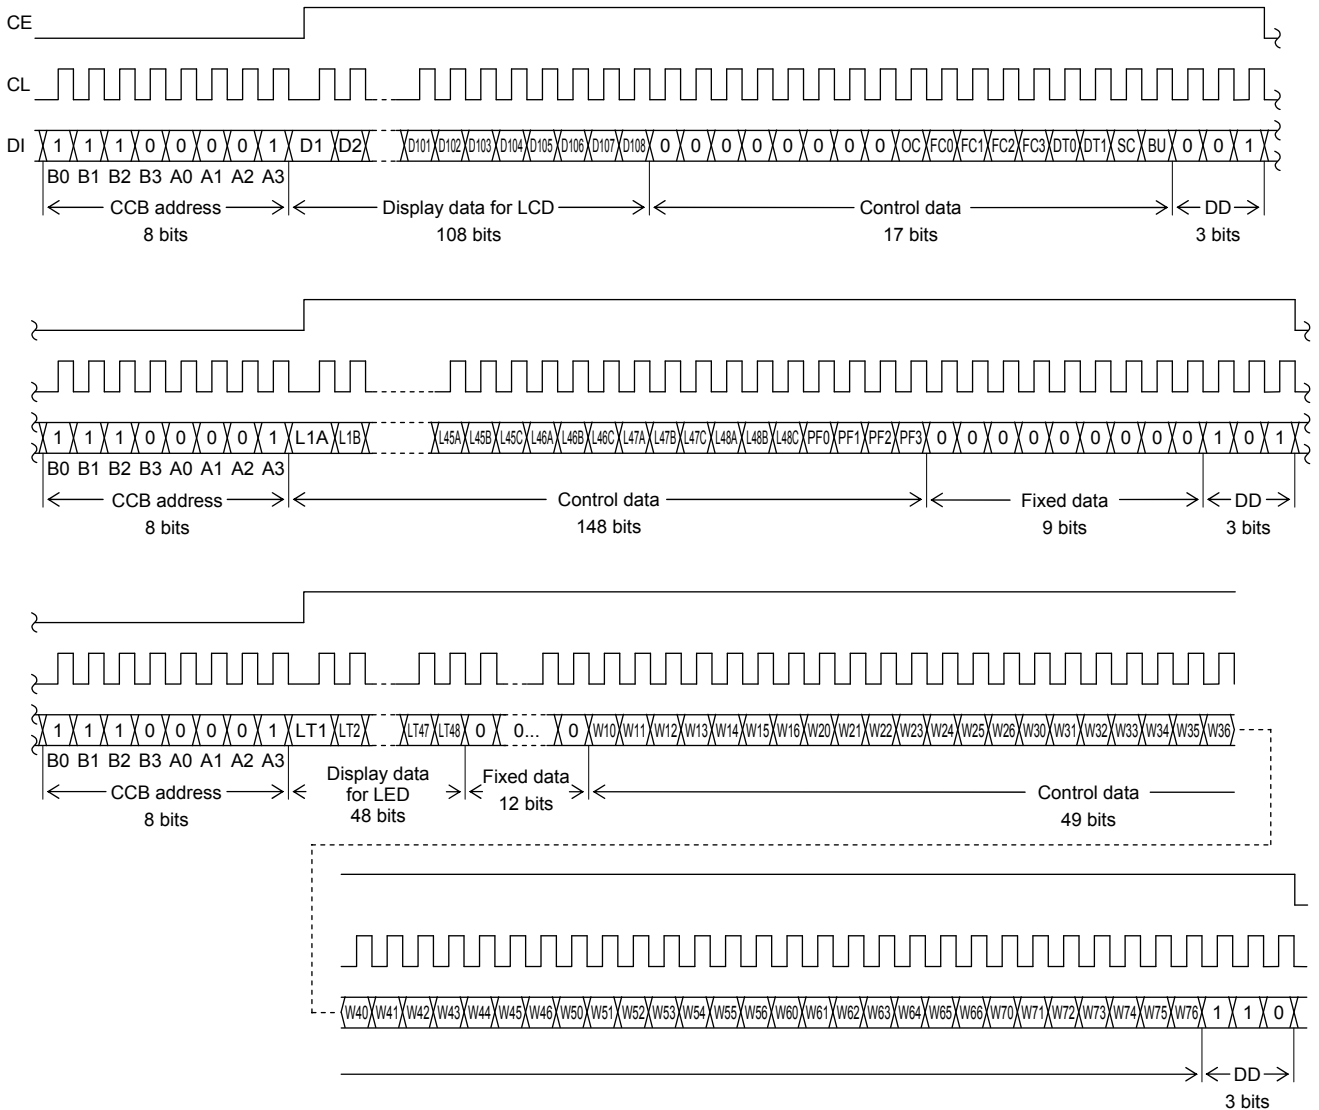 CE
CL
DI 1 1 1 0 0 0 0 1 D1 D2 D101 D102 D103 D104 D105 D106 D107 D108 0 0 0 0 0 0 0 0 OC FC0 FC1 FC2 FC3 DT0 DT1 SC BU 0 0 1
B0 B1 B2 B3 A0 A1 A2 A3
CCB address Display data for LCD Control data DD
8 bits 108 bits 17 bits 3 bits
1 1 1 0 0 0 0 1 L1A L1B L45A L45B L45C L46A L46B L46C L47A L47B L47C L48A L48B L48C PF0 PF1 PF2 PF3 0 0 0 0 0 0 0 0 0 1 0 1
B0 B1 B2 B3 A0 A1 A2 A3
CCB address Control data Fixed data DD
8 bits 148 bits 9 bits 3 bits
1 1 1 0 0 0 0 1 LT1 LT2 LT47 LT48 0 0... 0 W10 W11 W12 W13 W14 W15 W16 W20 W21 W22 W23 W24 W25 W26 W30 W31 W32 W33 W34 W35 W36
B0 B1 B2 B3 A0 A1 A2 A3
CCB address Display data for LED Fixed data Control data
8 bits 48 bits 12 bits 49 bits
W40 W41 W42 W43 W44 W45 W46 W50 W51 W52 W53 W54 W55 W56 W60 W61 W62 W63 W64 W65 W66 W70 W71 W72 W73 W74 W75 W76 1 1 0
DD
3 bits